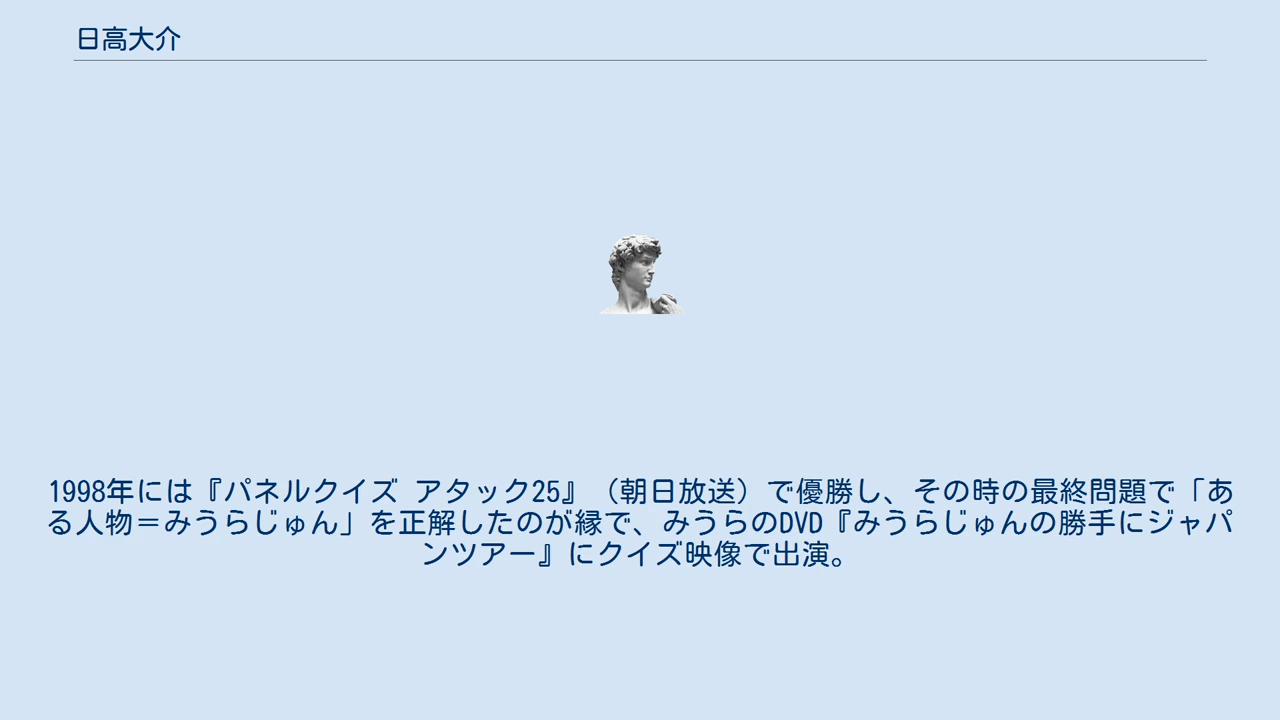 日高大介
1998年には『パネルクイズ アタック25』（朝日放送）で優勝し、その時の最終問題で「あ
る人物＝みうらじゅん」を正解したのが縁で、みうらのDVD『みうらじゅんの勝手にジャパ
ンツアー』にクイズ映像で出演。